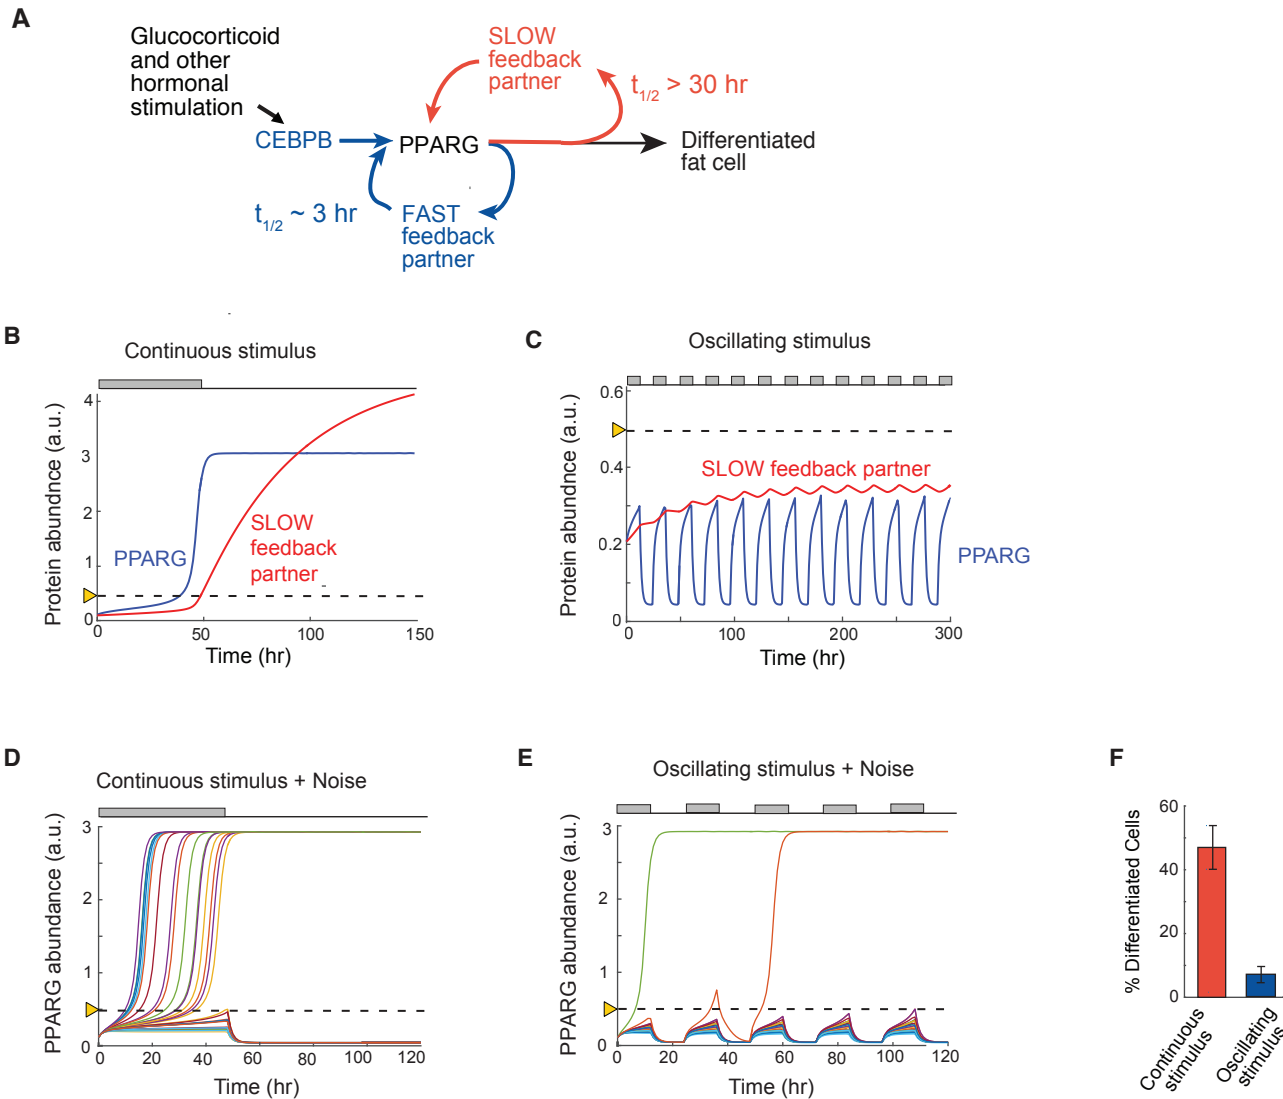 A
Glucocorticoid
and other
hormonal
stimulation
SLOW
feedback
partner
t1/2 > 30 hr
CEBPB
PPARG
Differentiated
fat cell
t1/2 ~ 3 hr
FAST
feedback
partner
B
Continuous stimulus
Protein abundnce (a.u.)
4
3
2
1
0
PPARG
SLOW
feedback
partner
0 50 100 150
Time (hr)
C
Oscillating stimulus
Protein abundnce (a.u.)
0.6
0.4
0.2
0
SLOW feedback partner
PPARG
0 100 200 300
Time (hr)
D
Continuous stimulus + Noise
PPARG abundance (a.u.)
3
2
1
0
0 20 40 60 80 100 120
Time (hr)
E
Oscillating stimulus + Noise
PPARG abundance (a.u.)
3
2
1
0
0 20 40 60 80 100 120
Time (hr)
F
% Differentiated Cells
60
40
20
0
Continuous
stimulus
Oscillating
stimulus